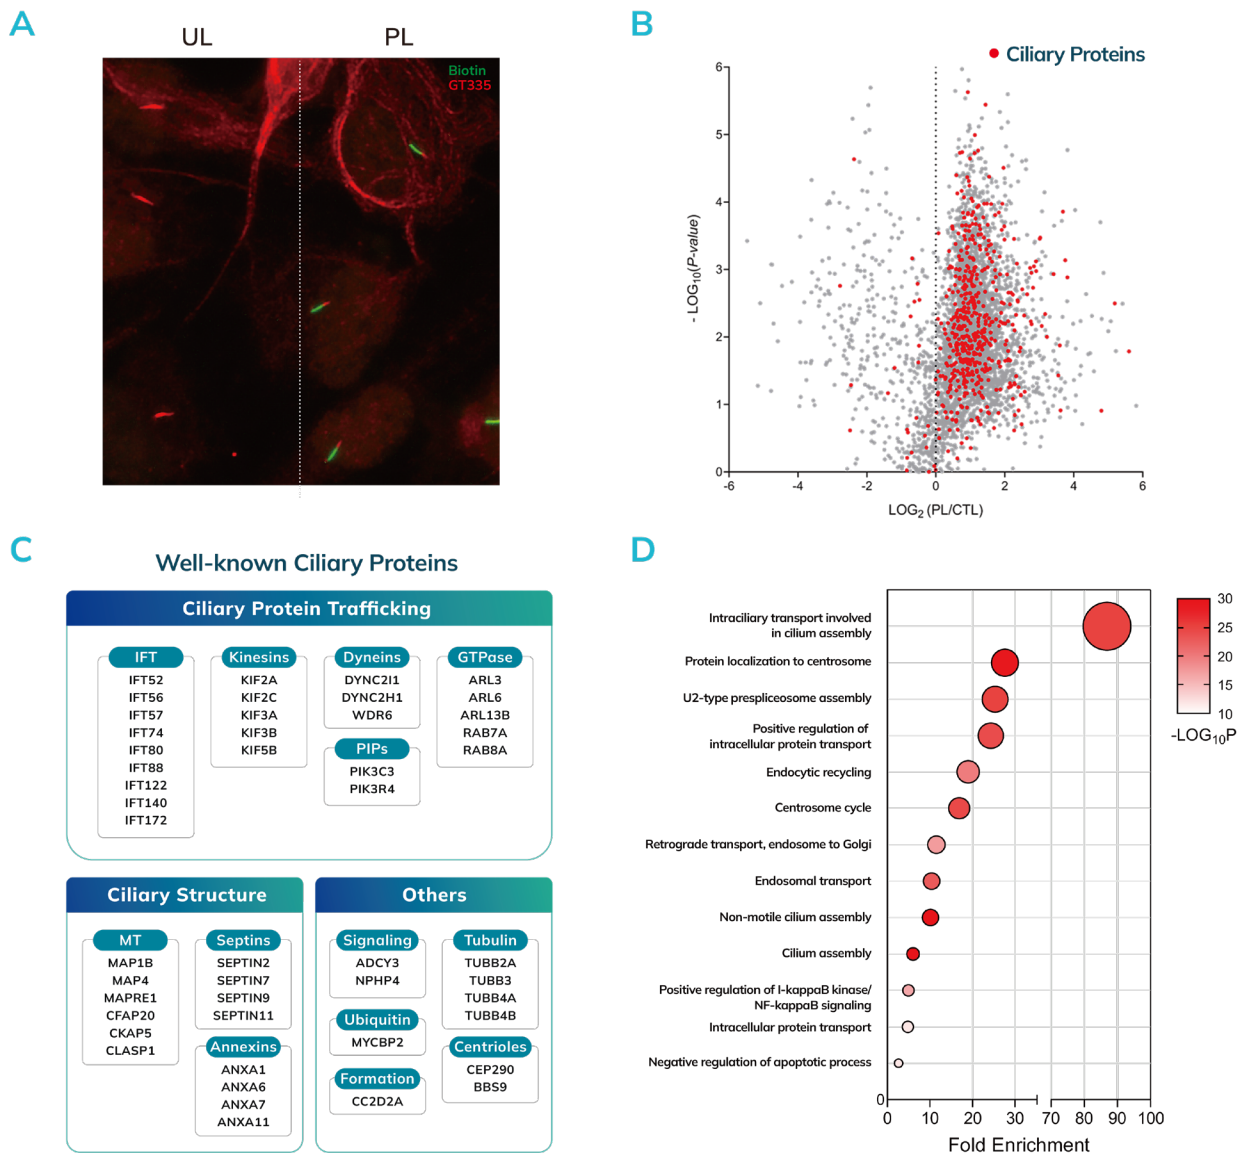 A
UL
PL
Biotin
GT335
B
Ciliary Proteins
6
5
4
3
2
1
0
- LOG10(P-value)
-6
-4
-2
0
2
4
6
LOG2 (PL/CTL)
C
Well-known Ciliary Proteins
Ciliary Protein Trafficking
IFT
IFT52
IFT56
IFT57
IFT74
IFT80
IFT88
IFT122
IFT140
IFT172
Kinesins
KIF2A
KIF2C
KIF3A
KIF3B
KIF5B
Dyneins
DYNC2I1
DYNC2H1
WDR6
PIPs
PIK3C3
PIK3R4
GTPase
ARL3
ARL6
ARL13B
RAB7A
RAB8A
Ciliary Structure
MT
MAP1B
MAP4
MAPRE1
CFAP20
CKAP5
CLASP1
Septins
SEPTIN2
SEPTIN7
SEPTIN9
SEPTIN11
Annexins
ANXA1
ANXA6
ANXA7
ANXA11
Others
Signaling
ADCY3
NPHP4
Ubiquitin
MYCBP2
Formation
CC2D2A
Tubulin
TUBB2A
TUBB3
TUBB4A
TUBB4B
Centrioles
CEP290
BBS9
D
Intraciliary transport involved
in cilium assembly
Protein localization to centrosome
U2-type prespliceosome assembly
Positive regulation of
intracellular protein transport
Endocytic recycling
Centrosome cycle
Retrograde transport, endosome to Golgi
Endosomal transport
Non-motile cilium assembly
Cilium assembly
Positive regulation of I-kappaB kinase/
NF-kappaB signaling
Intracellular protein transport
Negative regulation of apoptotic process
0
0
10
20
30
70
80
90
100
Fold Enrichment
30
25
20
15
10
-LOG10P